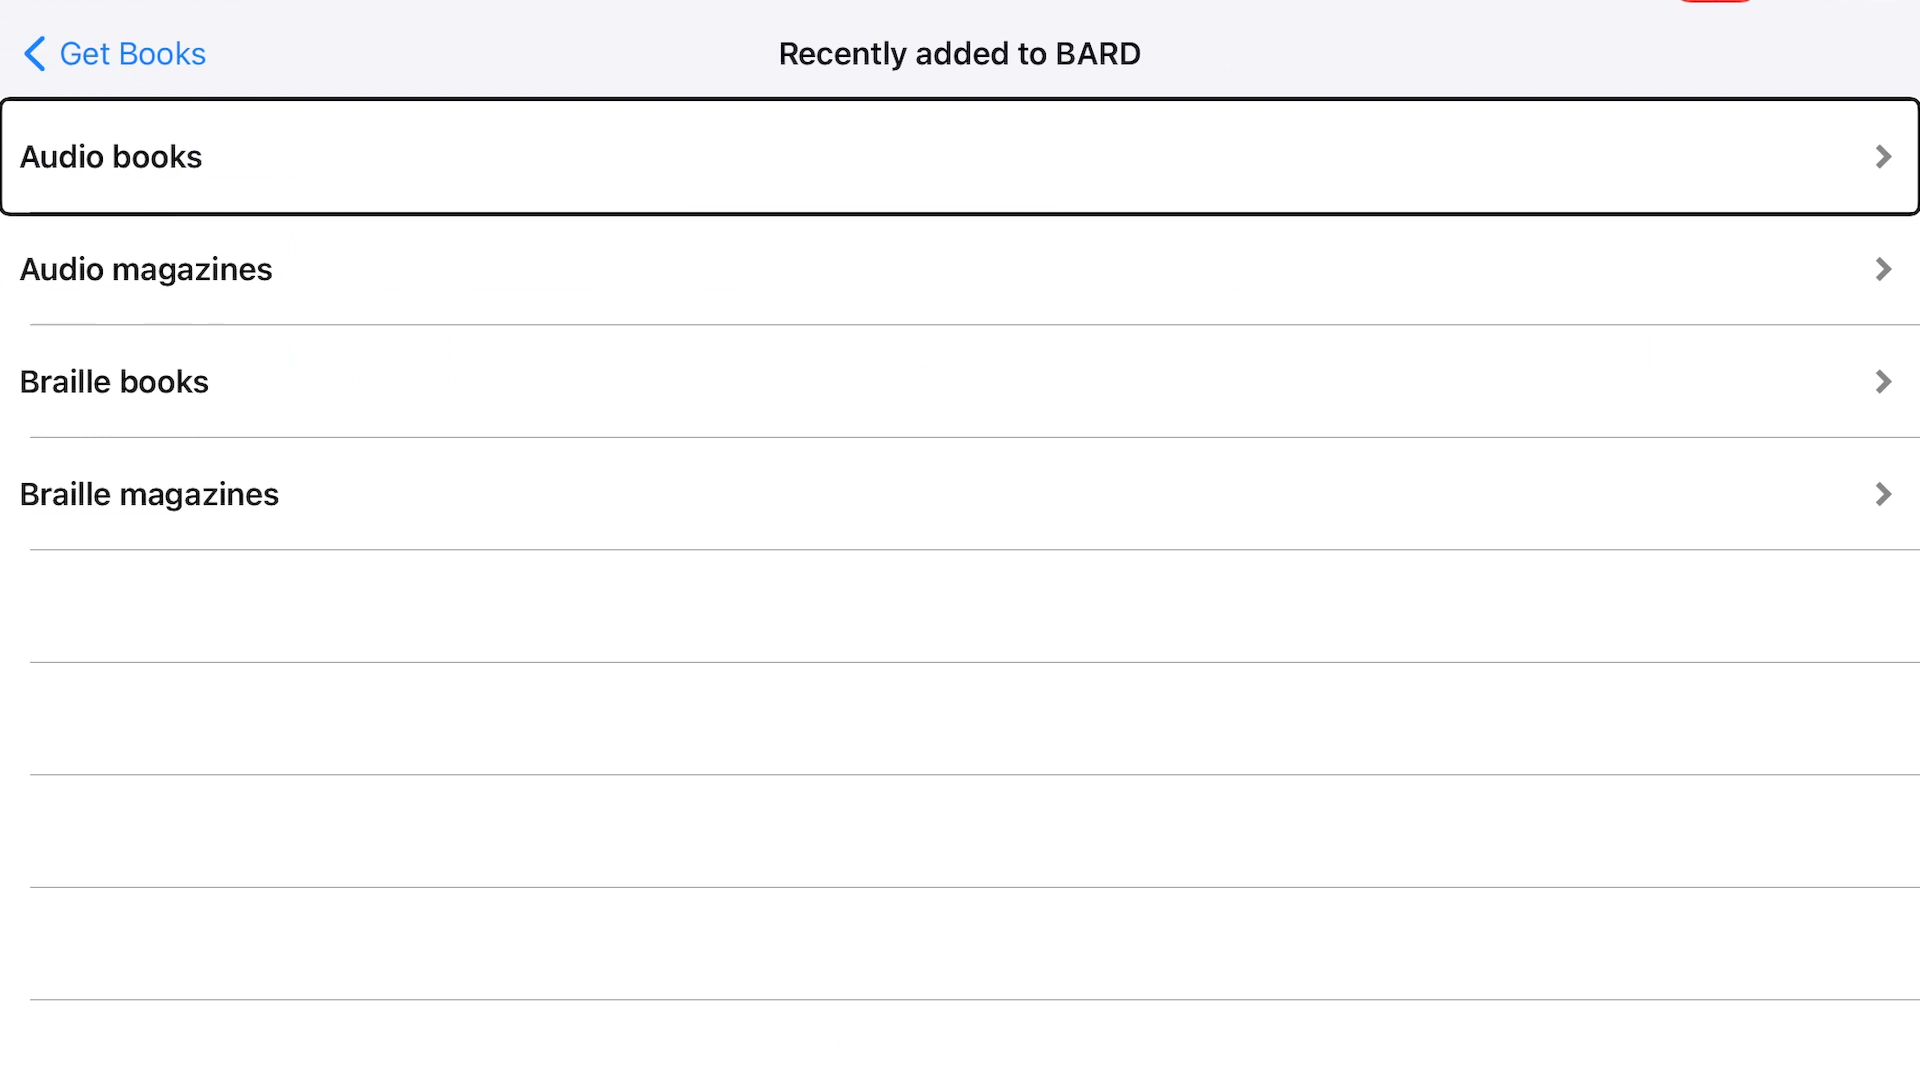 Get Books
Recently added to BARD
Audio books
Audio magazines
Braille books
Braille magazines